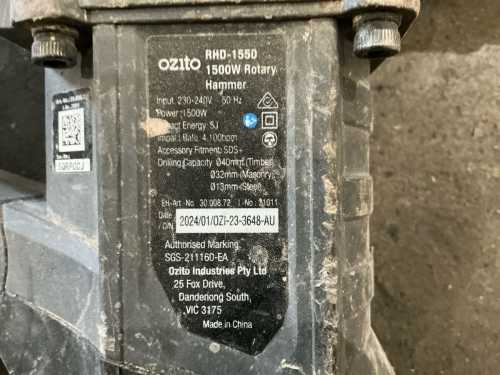 ozito
RHD-1550
1500W Rotary
Hammer
Input: 230-240V 50 Hz
Power: 1500W
Impact Energy: 5J
Impact Rate: 4,100bpm
Accessory Fitment: SDS+
Drilling Capacity: Ø40mm (Timber)
Ø32mm (Masonry)
Ø13mm (Steel)
EH-Art.-No.: 30.008.72 I.-Nr.: 21011
Date
/ D/N: 2024/01/OZI-23-3648-AU
Authorised Marking:
SGS-211160-EA
Ozito Industries Pty Ltd
25 Fox Drive,
Dandenong South,
VIC 3175
Made in China